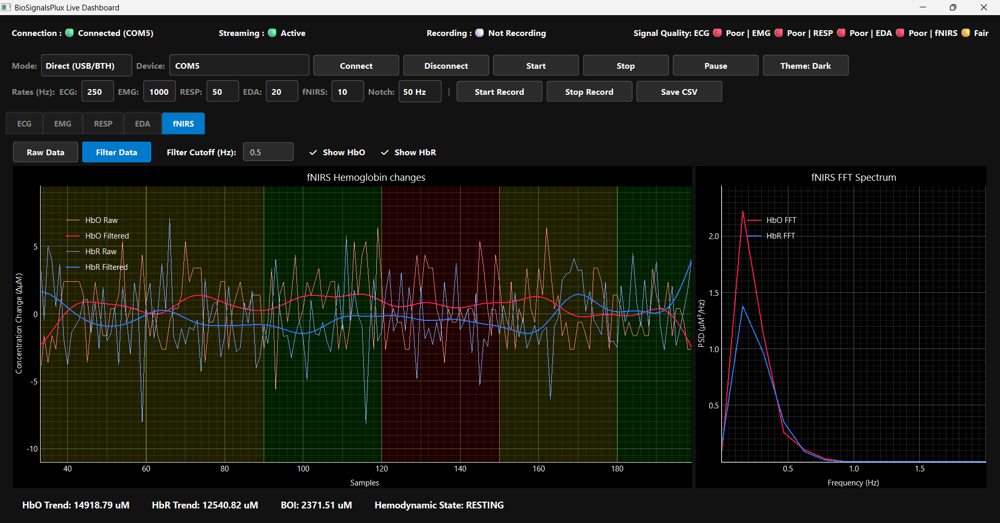 BioSignalsPlux Live Dashboard
Connection : Connected (COM5) Streaming : Active Recording : Not Recording Signal Quality: ECG Poor | EMG Poor | RESP Poor | EDA Poor | fNIRS Fair
Mode: Direct (USB/BTH) Device: COM5 Connect Disconnect Start Stop Pause Theme: Dark
Rates (Hz): ECG: 250 EMG: 1000 RESP: 50 EDA: 20 fNIRS: 10 Notch: 50 Hz | Start Record Stop Record Save CSV
ECG EMG RESP EDA fNIRS
Raw Data Filter Data Filter Cutoff (Hz): 0.5 Show HbO Show HbR
fNIRS Hemoglobin changes
HbO Raw
HbO Filtered
HbR Raw
HbR Filtered
Concentration Change (ΔμM)
5
0
-5
-10
40 60 80 100 120 140 160 180
Samples
fNIRS FFT Spectrum
HbO FFT
HbR FFT
PSD (μM²/Hz)
2.0
1.5
1.0
0.5
0.5 1.0 1.5
Frequency (Hz)
HbO Trend: 14918.79 uM HbR Trend: 12540.82 uM BOI: 2371.51 uM Hemodynamic State: RESTING